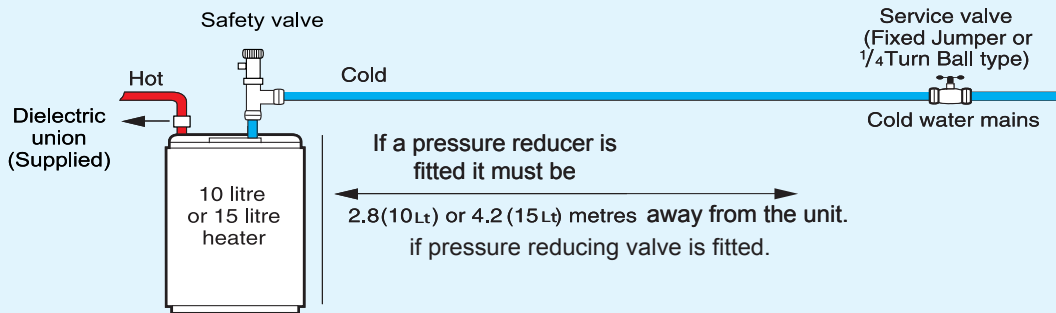 Safety valve
Service valve
(Fixed Jumper or
1/4 Turn Ball type)
Hot
Cold
Dielectric
union
(Supplied)
Cold water mains
If a pressure reducer is
fitted it must be
10 litre
or 15 litre
heater
2.8(10Lt) or 4.2 (15Lt) metres away from the unit.
if pressure reducing valve is fitted.